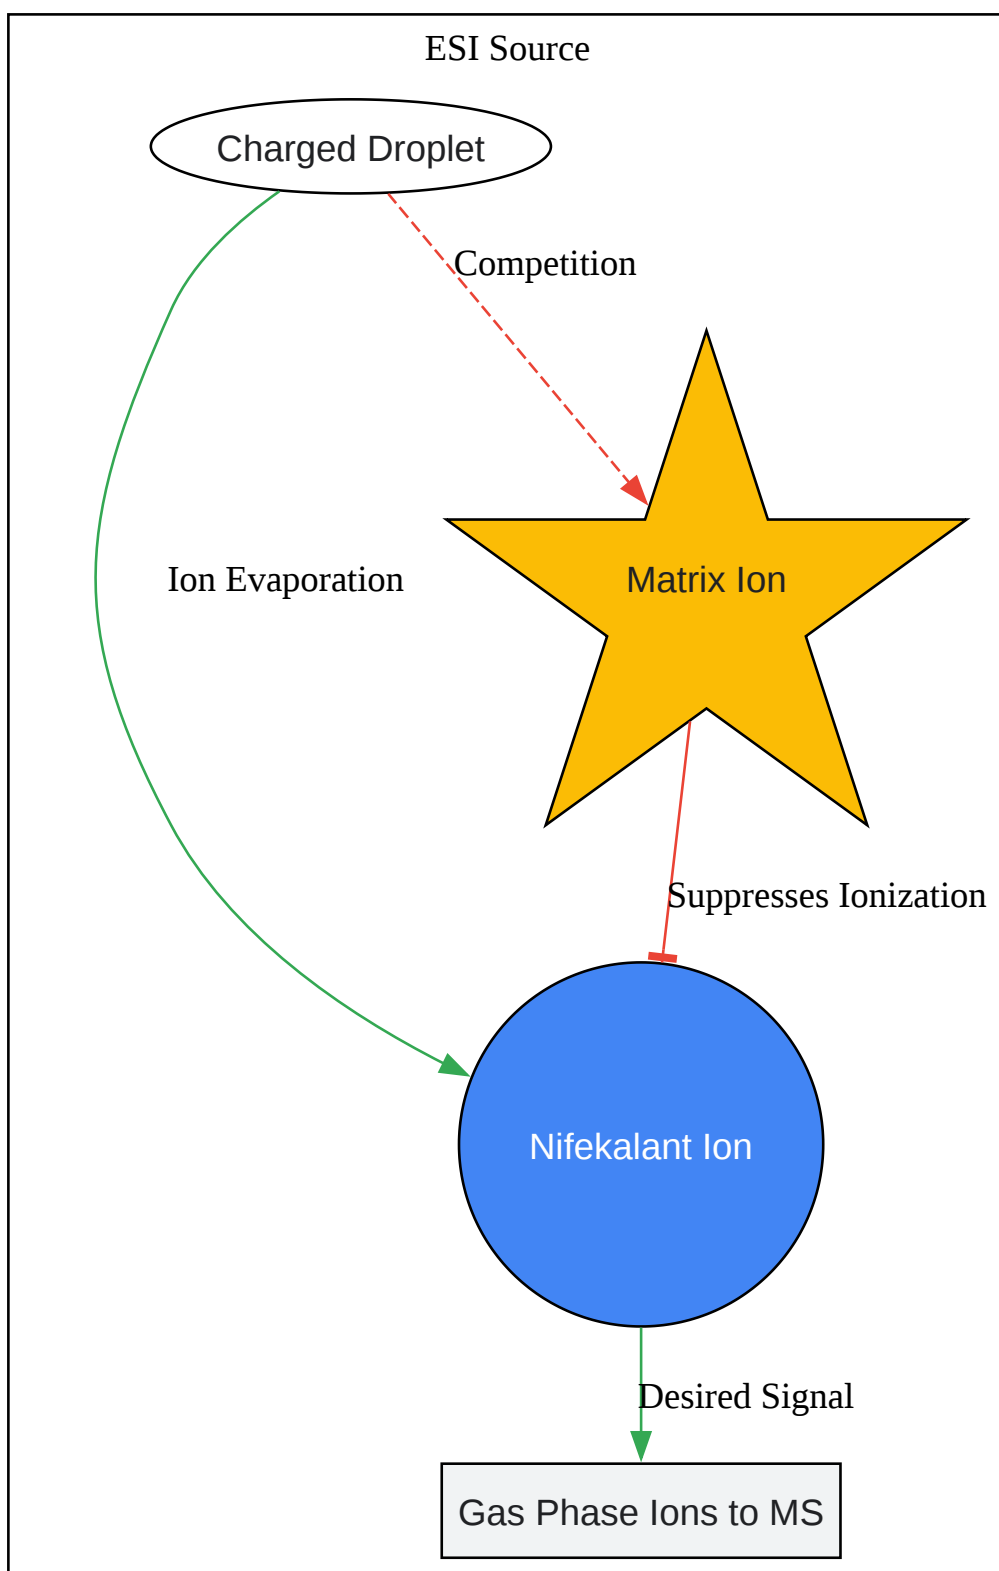 ESI Source
Charged Droplet
Competition
Ion Evaporation
Matrix Ion
Suppresses Ionization
Nifekalant Ion
Desired Signal
Gas Phase Ions to MS